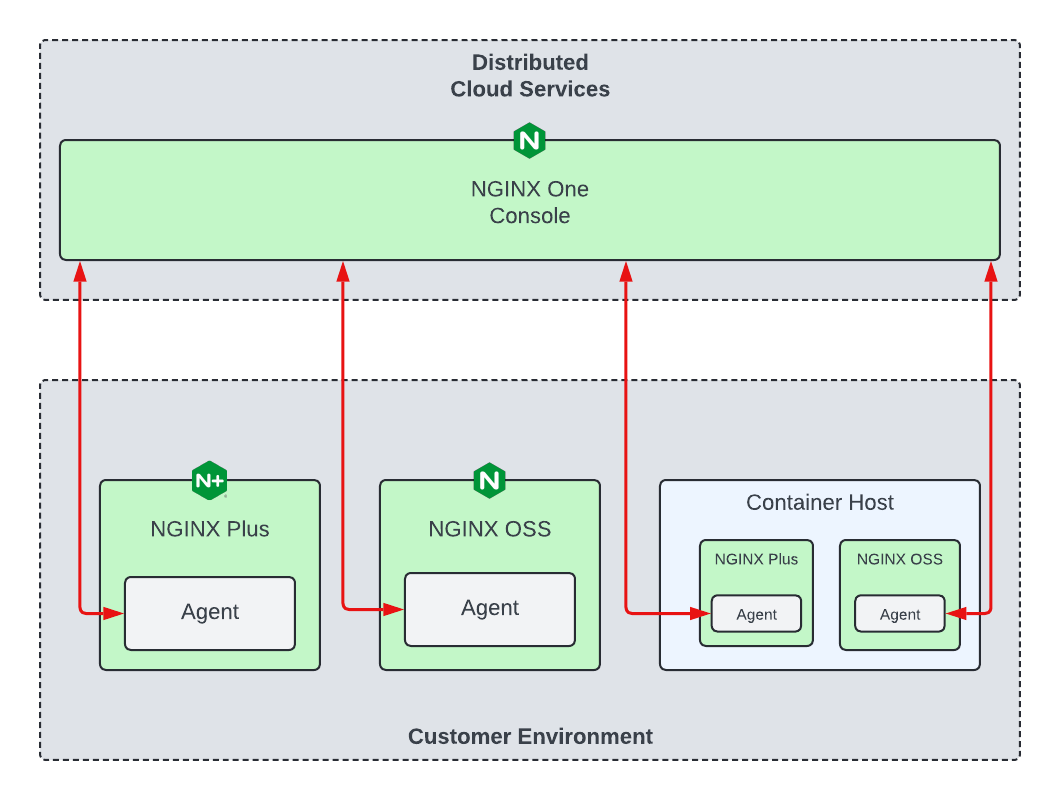 Distributed
Cloud Services
N
NGINX One
Console
N+
NGINX Plus
Agent
N
NGINX OSS
Agent
Container Host
NGINX Plus
Agent
NGINX OSS
Agent
Customer Environment